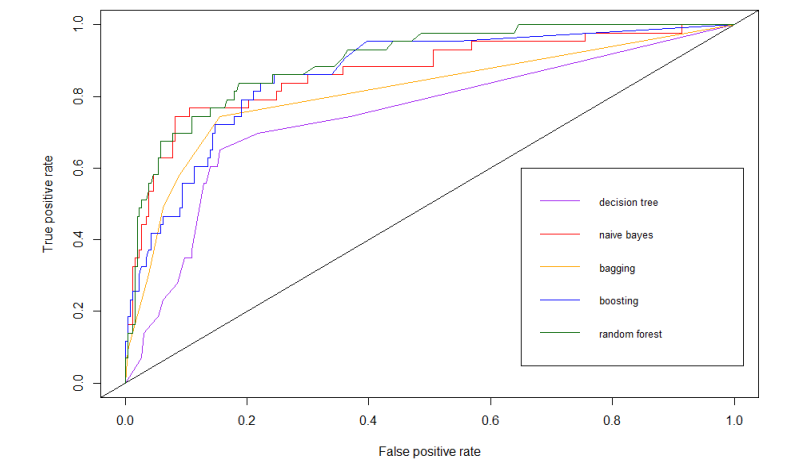 1.0
0.8
0.6
0.4
0.2
0.0
True positive rate
decision tree
naive bayes
bagging
boosting
random forest
0.0 0.2 0.4 0.6 0.8 1.0
False positive rate